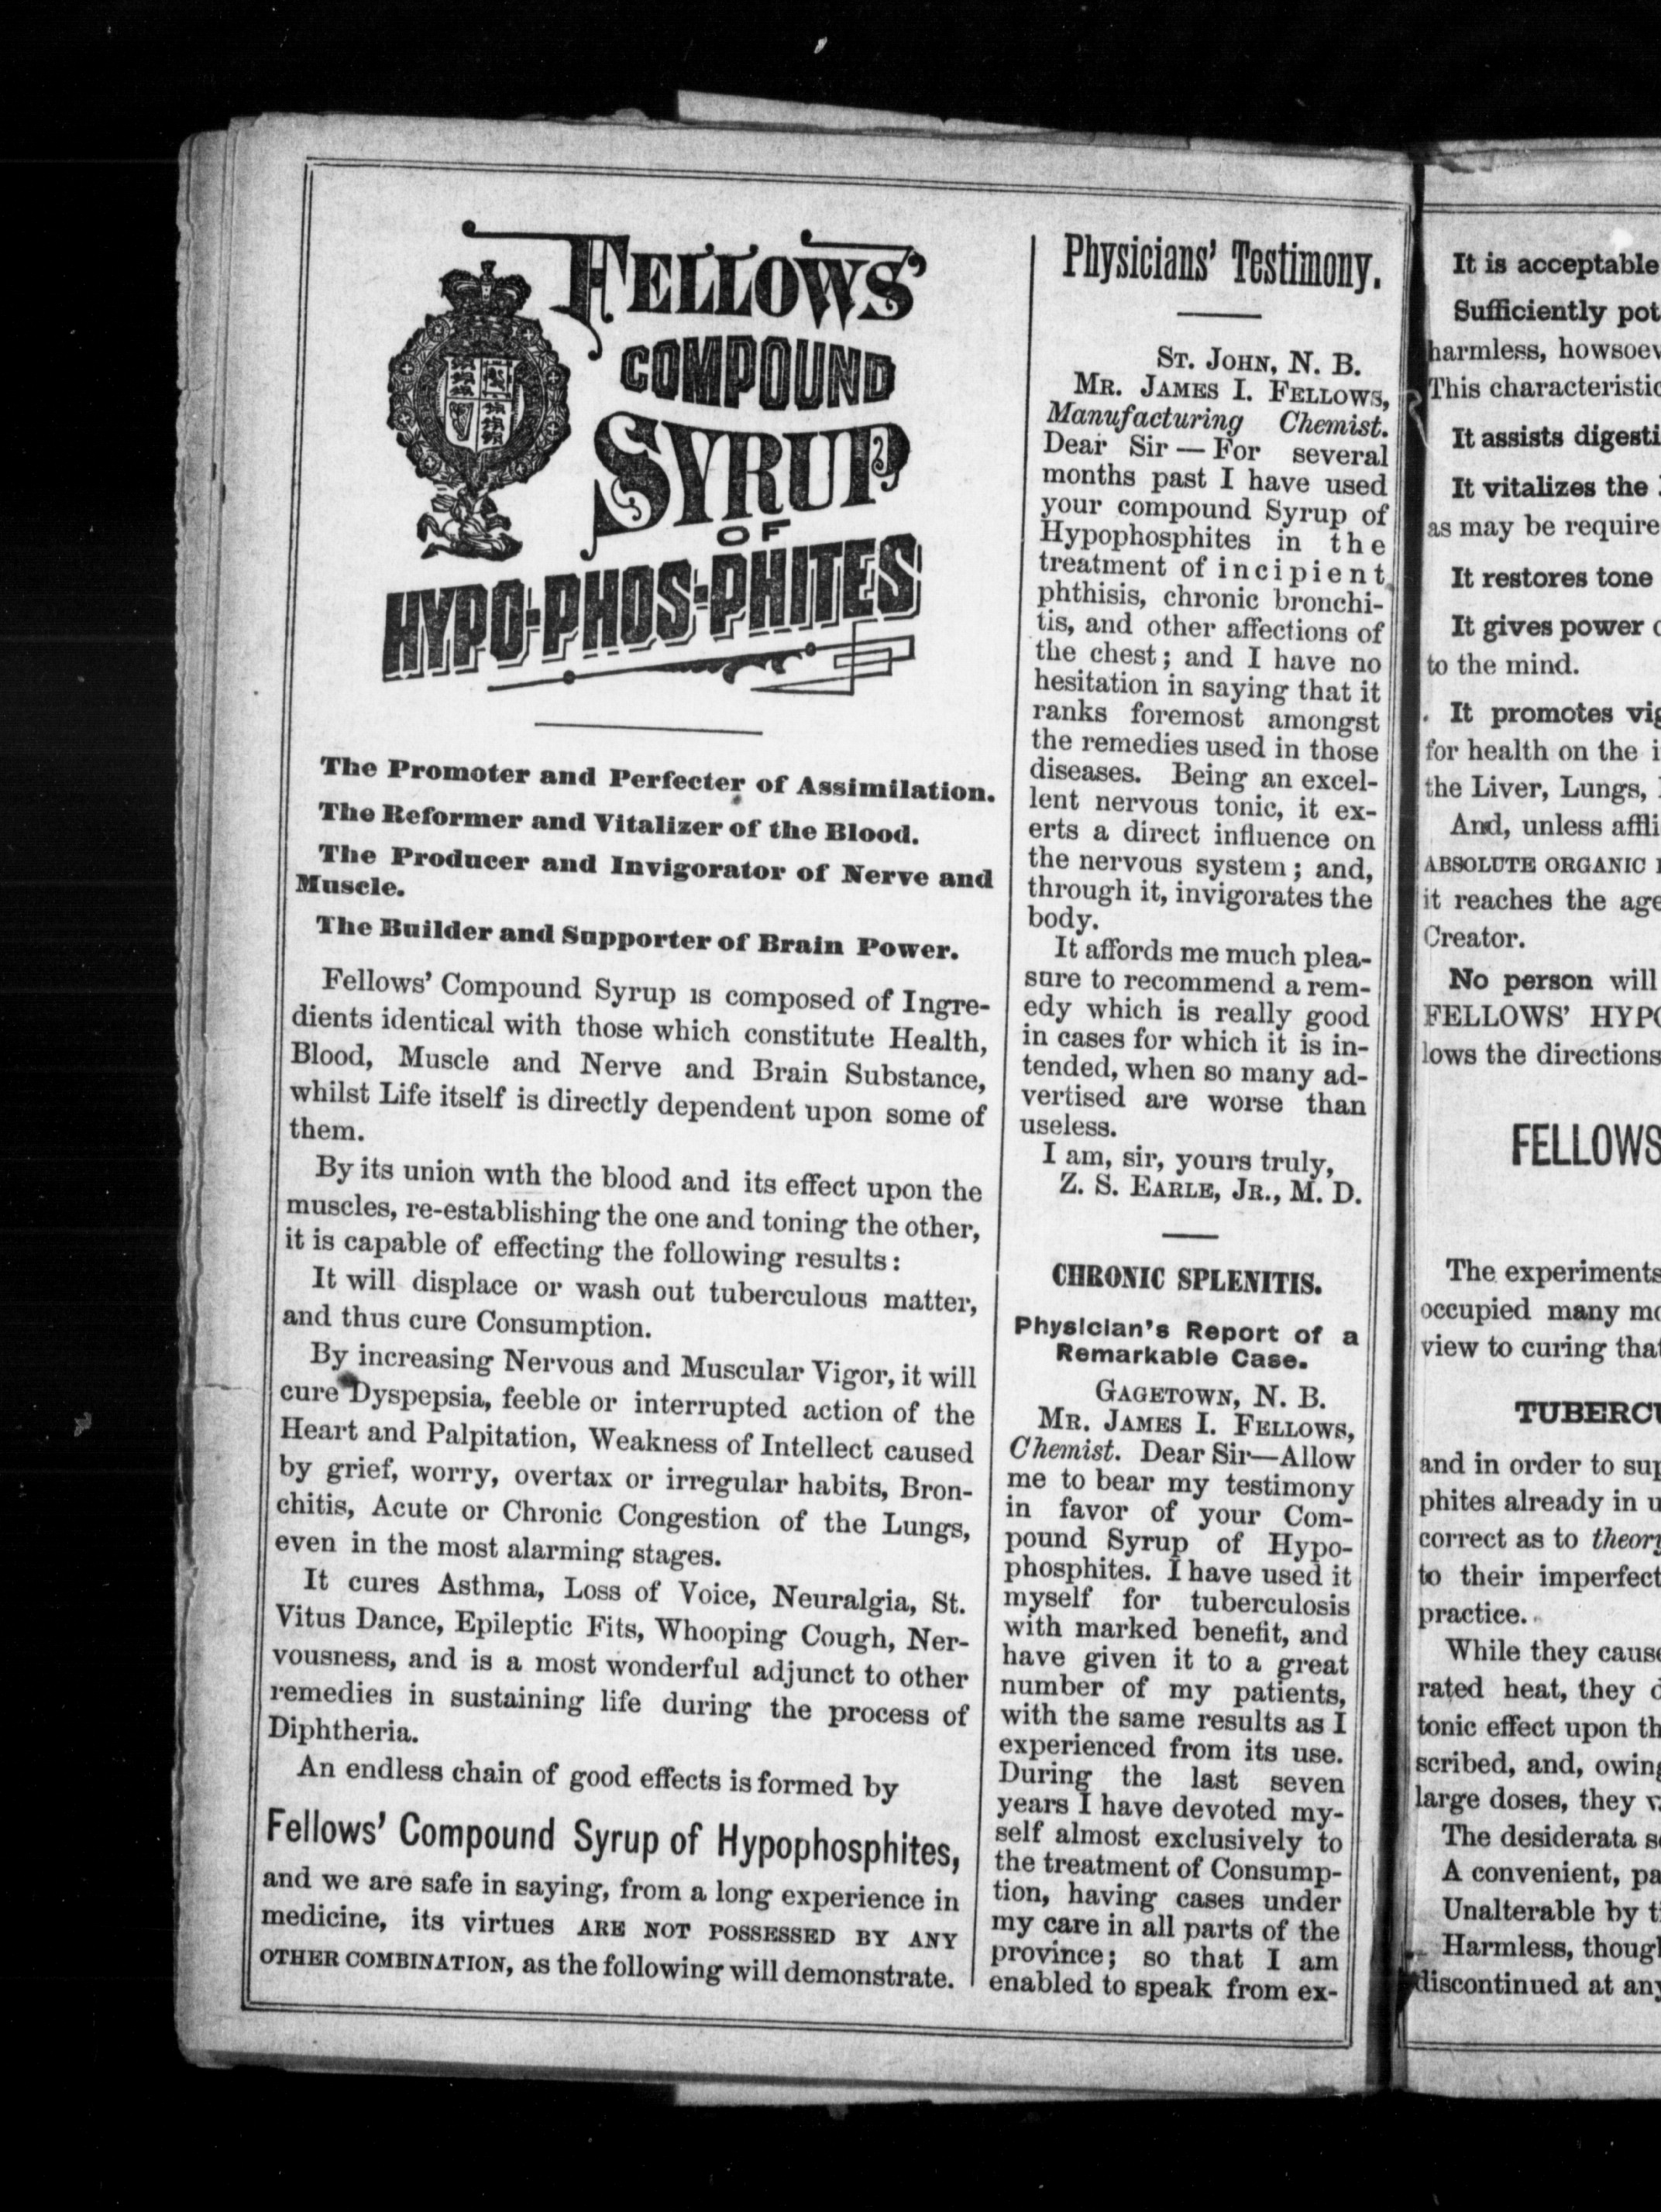 FELLOWS'
COMPOUND
SYRUP
OF
HYPO-PHOS-PHITES
The Promoter and Perfecter of Assimilation.
The Reformer and Vitalizer of the Blood.
The Producer and Invigorator of Nerve and
Muscle.
The Builder and Supporter of Brain Power.
Fellows' Compound Syrup is composed of Ingre-
dients identical with those which constitute Health,
Blood, Muscle and Nerve and Brain Substance,
whilst Life itself is directly dependent upon some of
them.
By its union with the blood and its effect upon the
muscles, re-establishing the one and toning the other,
it is capable of effecting the following results:
It will displace or wash out tuberculous matter,
and thus cure Consumption.
By increasing Nervous and Muscular Vigor, it will
cure Dyspepsia, feeble or interrupted action of the
Heart and Palpitation, Weakness of Intellect caused
by grief, worry, overtax or irregular habits, Bron-
chitis, Acute or Chronic Congestion of the Lungs,
even in the most alarming stages.
It cures Asthma, Loss of Voice, Neuralgia, St.
Vitus Dance, Epileptic Fits, Whooping Cough, Ner-
vousness, and is a most wonderful adjunct to other
remedies in sustaining life during the process of
Diphtheria.
An endless chain of good effects is formed by
Fellows' Compound Syrup of Hypophosphites,
and we are safe in saying, from a long experience in
medicine, its virtues ARE NOT POSSESSED BY ANY
OTHER COMBINATION, as the following will demonstrate.
Physicians' Testimony.
ST. JOHN, N. B.
MR. JAMES I. FELLOWS,
Manufacturing Chemist.
Dear Sir — For several
months past I have used
your compound Syrup of
Hypophosphites in the
treatment of incipient
phthisis, chronic bronchi-
tis, and other affections of
the chest; and I have no
hesitation in saying that it
ranks foremost amongst
the remedies used in those
diseases. Being an excel-
lent nervous tonic, it ex-
erts a direct influence on
the nervous system; and,
through it, invigorates the
body.
It affords me much plea-
sure to recommend a rem-
edy which is really good
in cases for which it is in-
tended, when so many ad-
vertised are worse than
useless.
I am, sir, yours truly,
Z. S. EARLE, JR., M. D.
CHRONIC SPLENITIS.
Physician's Report of a
Remarkable Case.
GAGETOWN, N. B.
MR. JAMES I. FELLOWS,
Chemist. Dear Sir—Allow
me to bear my testimony
in favor of your Com-
pound Syrup of Hypo-
phosphites. I have used it
myself for tuberculosis
with marked benefit, and
have given it to a great
number of my patients,
with the same results as I
experienced from its use.
During the last seven
years I have devoted my-
self almost exclusively to
the treatment of Consump-
tion, having cases under
my care in all parts of the
province; so that I am
enabled to speak from ex-
It is acceptable
Sufficiently pot
harmless, howsoev
This characteristic
It assists digesti
It vitalizes the
as may be require
It restores tone
It gives power
to the mind.
It promotes vig
for health on the i
the Liver, Lungs,
And, unless affli
ABSOLUTE ORGANIC
it reaches the age
Creator.
No person will
FELLOWS' HYPO
lows the directions
FELLOWS
The experiments
occupied many mo
view to curing that
TUBERCU
and in order to sup
phites already in u
correct as to theory
to their imperfect
practice.
While they cause
rated heat, they
tonic effect upon th
scribed, and, owing
large doses, they
The desiderata s
A convenient, pa
Unalterable by ti
Harmless, though
discontinued at any